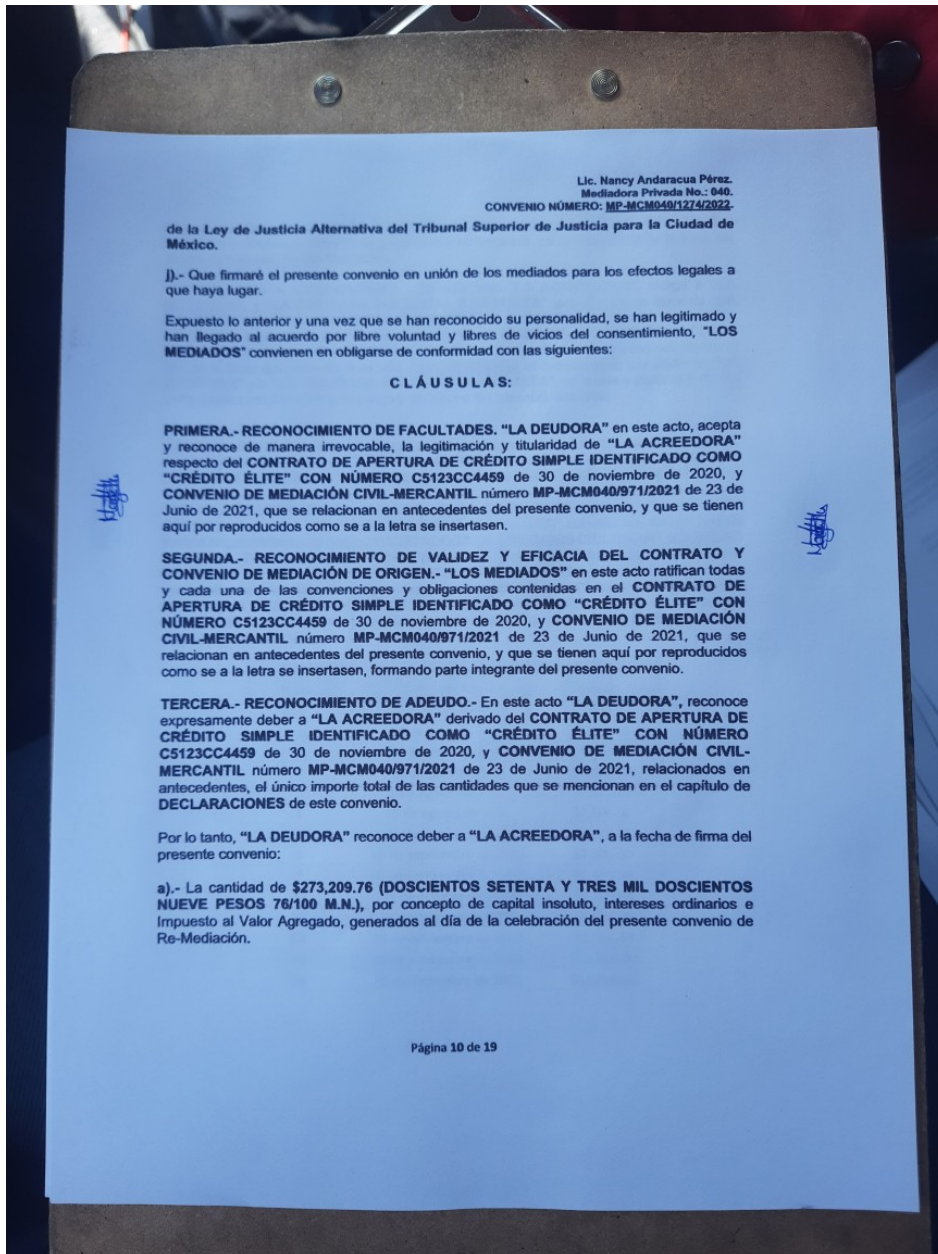 Lic. Nancy Andaracua Pérez.
Mediadora Privada No.: 040.
CONVENIO NÚMERO: MP-MCM040/1274/2022.
de la Ley de Justicia Alternativa del Tribunal Superior de Justicia para la Ciudad de
México.
j).- Que firmaré el presente convenio en unión de los mediados para los efectos legales a
que haya lugar.
Expuesto lo anterior y una vez que se han reconocido su personalidad, se han legitimado y
han llegado al acuerdo por libre voluntad y libres de vicios del consentimiento, "LOS
MEDIADOS" convienen en obligarse de conformidad con las siguientes:
CLÁUSULAS:
PRIMERA.- RECONOCIMIENTO DE FACULTADES. "LA DEUDORA" en este acto, acepta
y reconoce de manera irrevocable, la legitimación y titularidad de "LA ACREEDORA"
respecto del CONTRATO DE APERTURA DE CRÉDITO SIMPLE IDENTIFICADO COMO
"CRÉDITO ÉLITE" CON NÚMERO C5123CC4459 de 30 de noviembre de 2020, y
CONVENIO DE MEDIACIÓN CIVIL-MERCANTIL número MP-MCM040/971/2021 de 23 de
Junio de 2021, que se relacionan en antecedentes del presente convenio, y que se tienen
aquí por reproducidos como se a la letra se insertasen.
SEGUNDA.- RECONOCIMIENTO DE VALIDEZ Y EFICACIA DEL CONTRATO Y
CONVENIO DE MEDIACIÓN DE ORIGEN.- "LOS MEDIADOS" en este acto ratifican todas
y cada una de las convenciones y obligaciones contenidas en el CONTRATO DE
APERTURA DE CRÉDITO SIMPLE IDENTIFICADO COMO "CRÉDITO ÉLITE" CON
NÚMERO C5123CC4459 de 30 de noviembre de 2020, y CONVENIO DE MEDIACIÓN
CIVIL-MERCANTIL número MP-MCM040/971/2021 de 23 de Junio de 2021, que se
relacionan en antecedentes del presente convenio, y que se tienen aquí por reproducidos
como se a la letra se insertasen, formando parte integrante del presente convenio.
TERCERA.- RECONOCIMIENTO DE ADEUDO.- En este acto "LA DEUDORA", reconoce
expresamente deber a "LA ACREEDORA" derivado del CONTRATO DE APERTURA DE
CRÉDITO SIMPLE IDENTIFICADO COMO "CRÉDITO ÉLITE" CON NÚMERO
C5123CC4459 de 30 de noviembre de 2020, y CONVENIO DE MEDIACIÓN CIVIL-
MERCANTIL número MP-MCM040/971/2021 de 23 de Junio de 2021, relacionados en
antecedentes, el único importe total de las cantidades que se mencionan en el capítulo de
DECLARACIONES de este convenio.
Por lo tanto, "LA DEUDORA" reconoce deber a "LA ACREEDORA", a la fecha de firma del
presente convenio:
a).- La cantidad de $273,209.76 (DOSCIENTOS SETENTA Y TRES MIL DOSCIENTOS
NUEVE PESOS 76/100 M.N.), por concepto de capital insoluto, intereses ordinarios e
Impuesto al Valor Agregado, generados al día de la celebración del presente convenio de
Re-Mediación.
Página 10 de 19